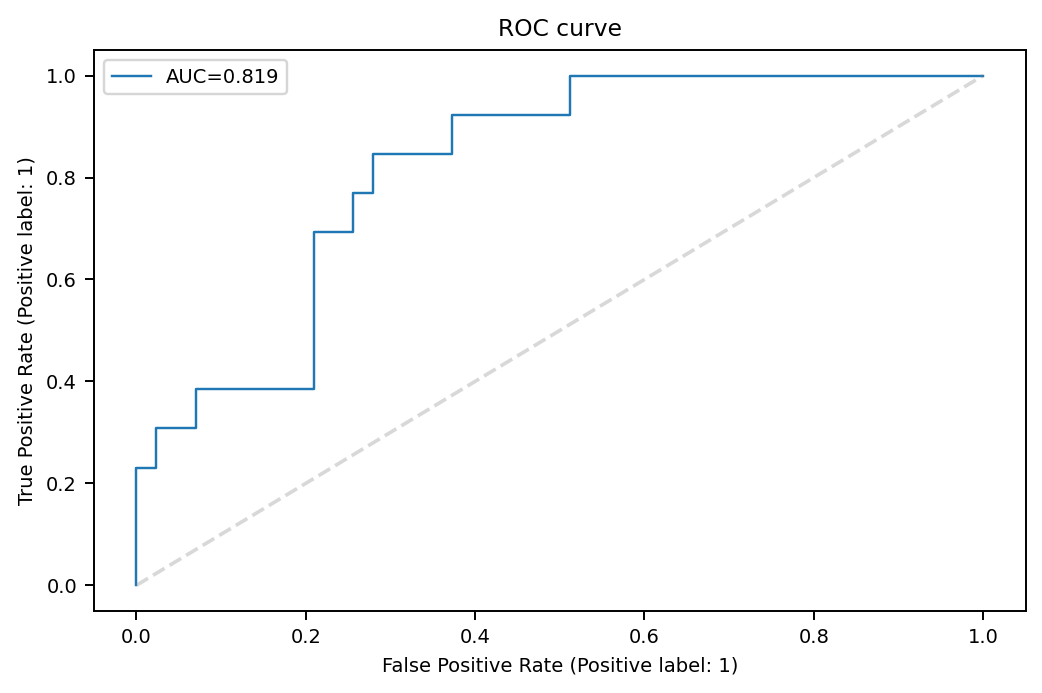 ROC curve
AUC=0.819
1.0
0.8
0.6
0.4
0.2
0.0
True Positive Rate (Positive label: 1)
0.0 0.2 0.4 0.6 0.8 1.0
False Positive Rate (Positive label: 1)